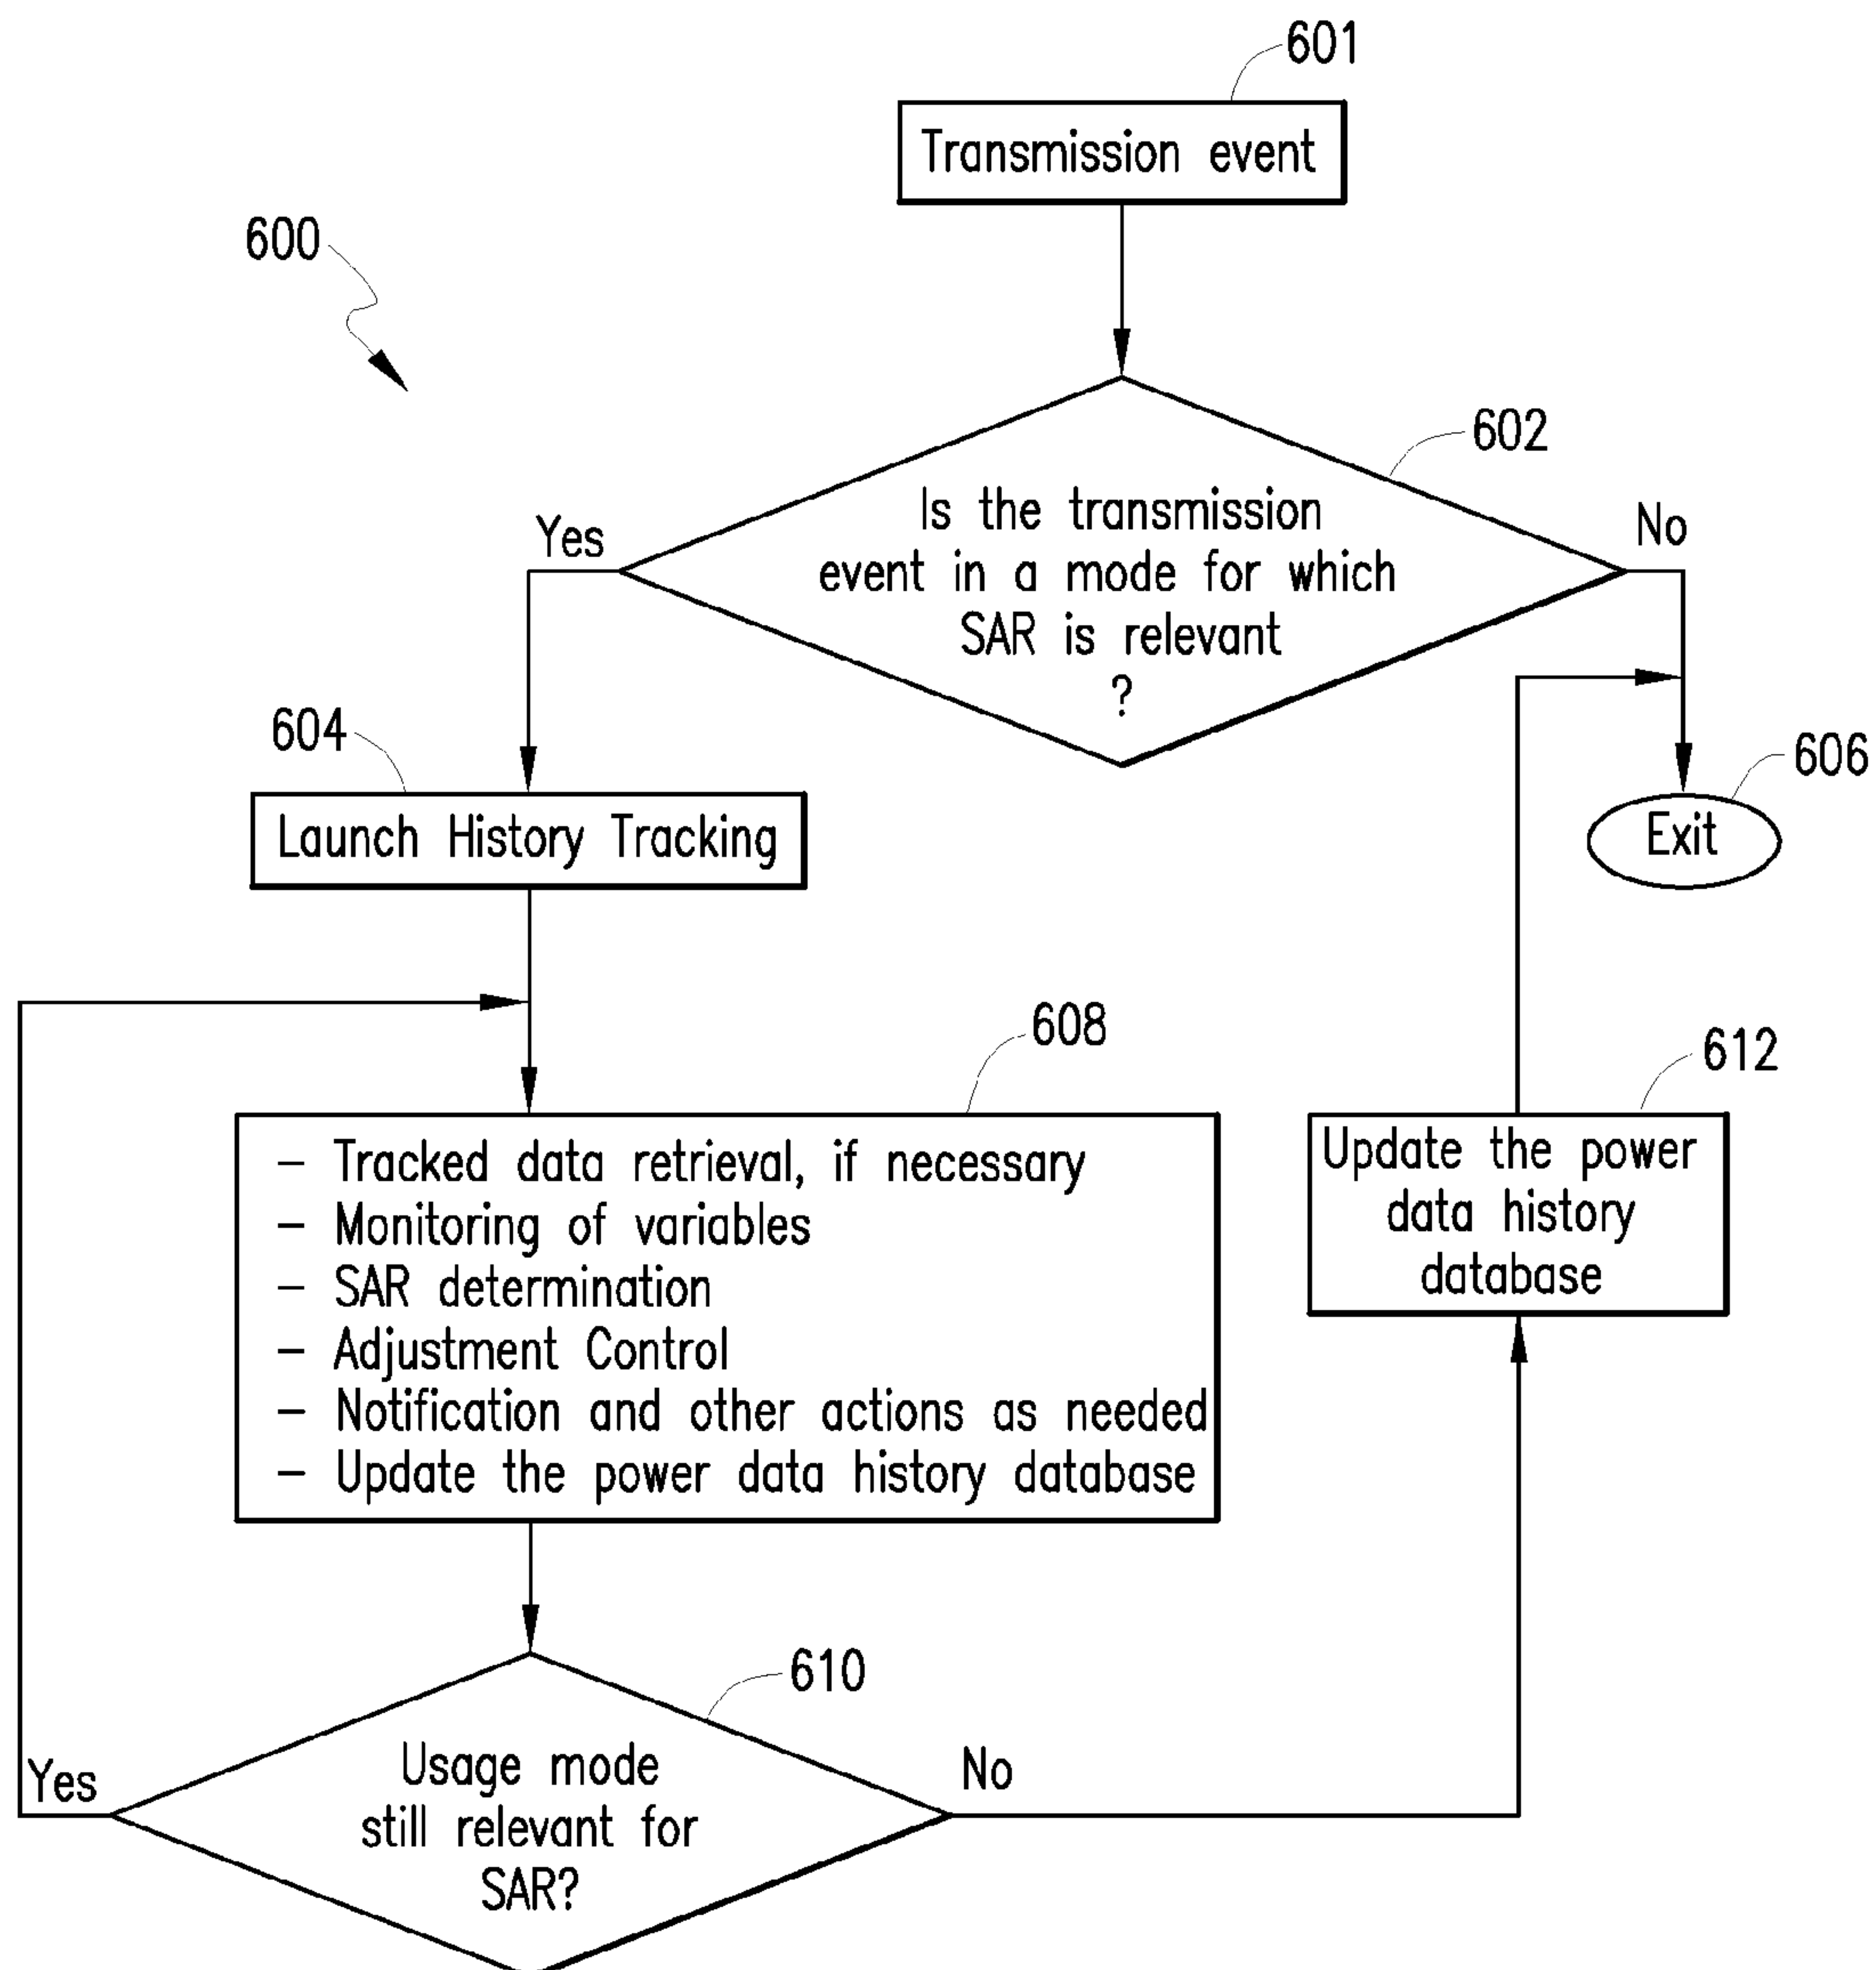 601
Transmission event
600
602
Is the transmission
event in a mode for which
SAR is relevant
?
Yes
No
604
Launch History Tracking
606
Exit
608
– Tracked data retrieval, if necessary
– Monitoring of variables
– SAR determination
– Adjustment Control
– Notification and other actions as needed
– Update the power data history database
612
Update the power
data history
database
610
Usage mode
still relevant for
SAR?
Yes
No